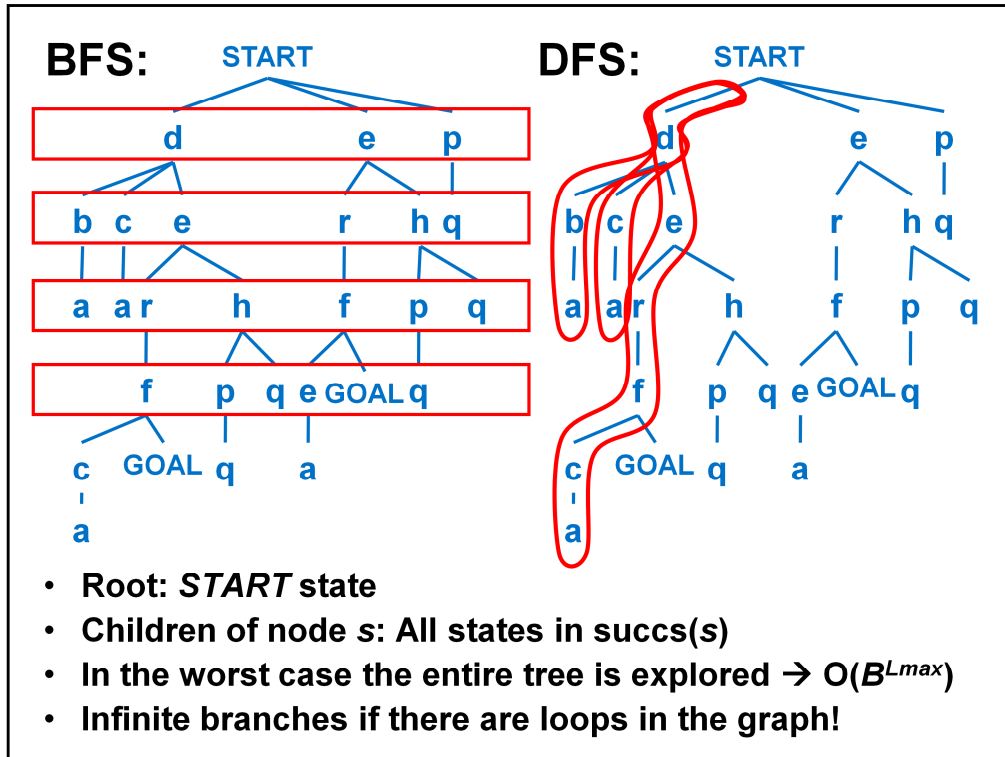 BFS: START DFS: START
d e p d e p
b c e r h q b c e r h q
a a r h f p q a r h f p q a
f p q e GOAL q f p q e GOAL q
c GOAL q a c GOAL q a
a a
• Root: START state
• Children of node s: All states in succs(s)
• In the worst case the entire tree is explored → O(B^Lmax)
• Infinite branches if there are loops in the graph!